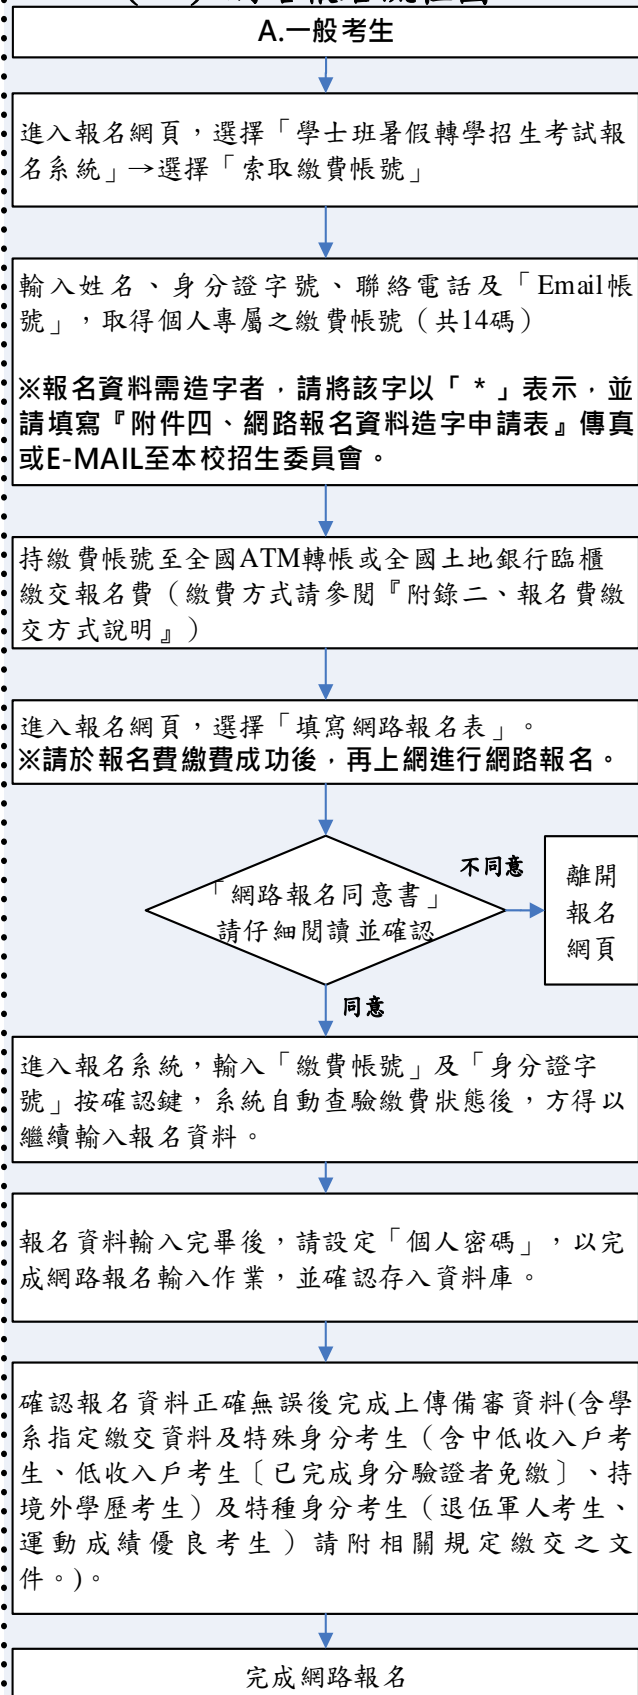 A.一般考生
進入報名網頁，選擇「學士班暑假轉學招生考試報
名系統」→選擇「索取繳費帳號」
輸入姓名、身分證字號、聯絡電話及「Email帳
號」，取得個人專屬之繳費帳號（共14碼）
※報名資料需造字者，請將該字以「 * 」表示，並
請填寫『附件四、網路報名資料造字申請表』傳真
或E-MAIL至本校招生委員會。
持繳費帳號至全國ATM轉帳或全國土地銀行臨櫃
繳交報名費（繳費方式請參閱『附錄二、報名費繳
交方式說明』）
進入報名網頁，選擇「填寫網路報名表」。
※請於報名費繳費成功後，再上網進行網路報名。
「網路報名同意書」
請仔細閱讀並確認
不同意
離開
報名
網頁
同意
進入報名系統，輸入「繳費帳號」及「身分證字
號」按確認鍵，系統自動查驗繳費狀態後，方得以
繼續輸入報名資料。
報名資料輸入完畢後，請設定「個人密碼」，以完
成網路報名輸入作業，並確認存入資料庫。
確認報名資料正確無誤後完成上傳備審資料(含學
系指定繳交資料及特殊身分考生（含中低收入戶考
生、低收入戶考生〔已完成身分驗證者免繳〕、持
境外學歷考生）及特種身分考生（退伍軍人考生、
運動成績優良考生）請附相關規定繳交之文
件。)。
完成網路報名